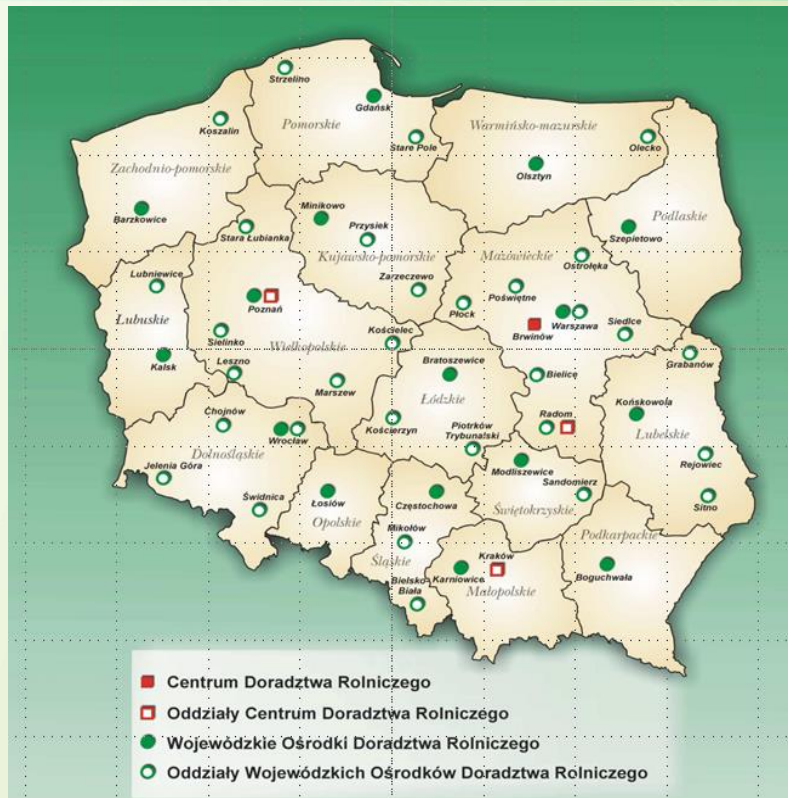 Strzelino
Gdańsk
Koszalin
Pomorskie
Stare Pole
Warmińsko-mazurskie
Olecko
Zachodnio-pomorskie
Olsztyn
Barzkowice
Minikowo
Przysiek
Podlaskie
Szepietowo
Stara Łubianka
Kujawsko-pomorskie
Mazowieckie
Ostrołęka
Lubniewice
Zarzeczewo
Poświętne
Płock
Poznań
Lubuskie
Warszawa
Siedlce
Brwinów
Sielinko
Kościelec
Wielkopolskie
Kalsk
Leszno
Bratoszewice
Grabanów
Marszew
Bielice
Łódzkie
Końskowola
Chojnów
Kościerzyn
Radom
Wrocław
Piotrków
Trybunalski
Lubelskie
Dolnośląskie
Jelenia Góra
Modliszewice
Rejowiec
Sandomierz
Świdnica
Łosiów
Częstochowa
Sitno
Opolskie
Świętokrzyskie
Mikołów
Podkarpackie
Śląskie
Kraków
Karniowice
Boguchwała
Bielsko
Biała
Małopolskie
Centrum Doradztwa Rolniczego
Oddziały Centrum Doradztwa Rolniczego
Wojewódzkie Ośrodki Doradztwa Rolniczego
Oddziały Wojewódzkich Ośrodków Doradztwa Rolniczego